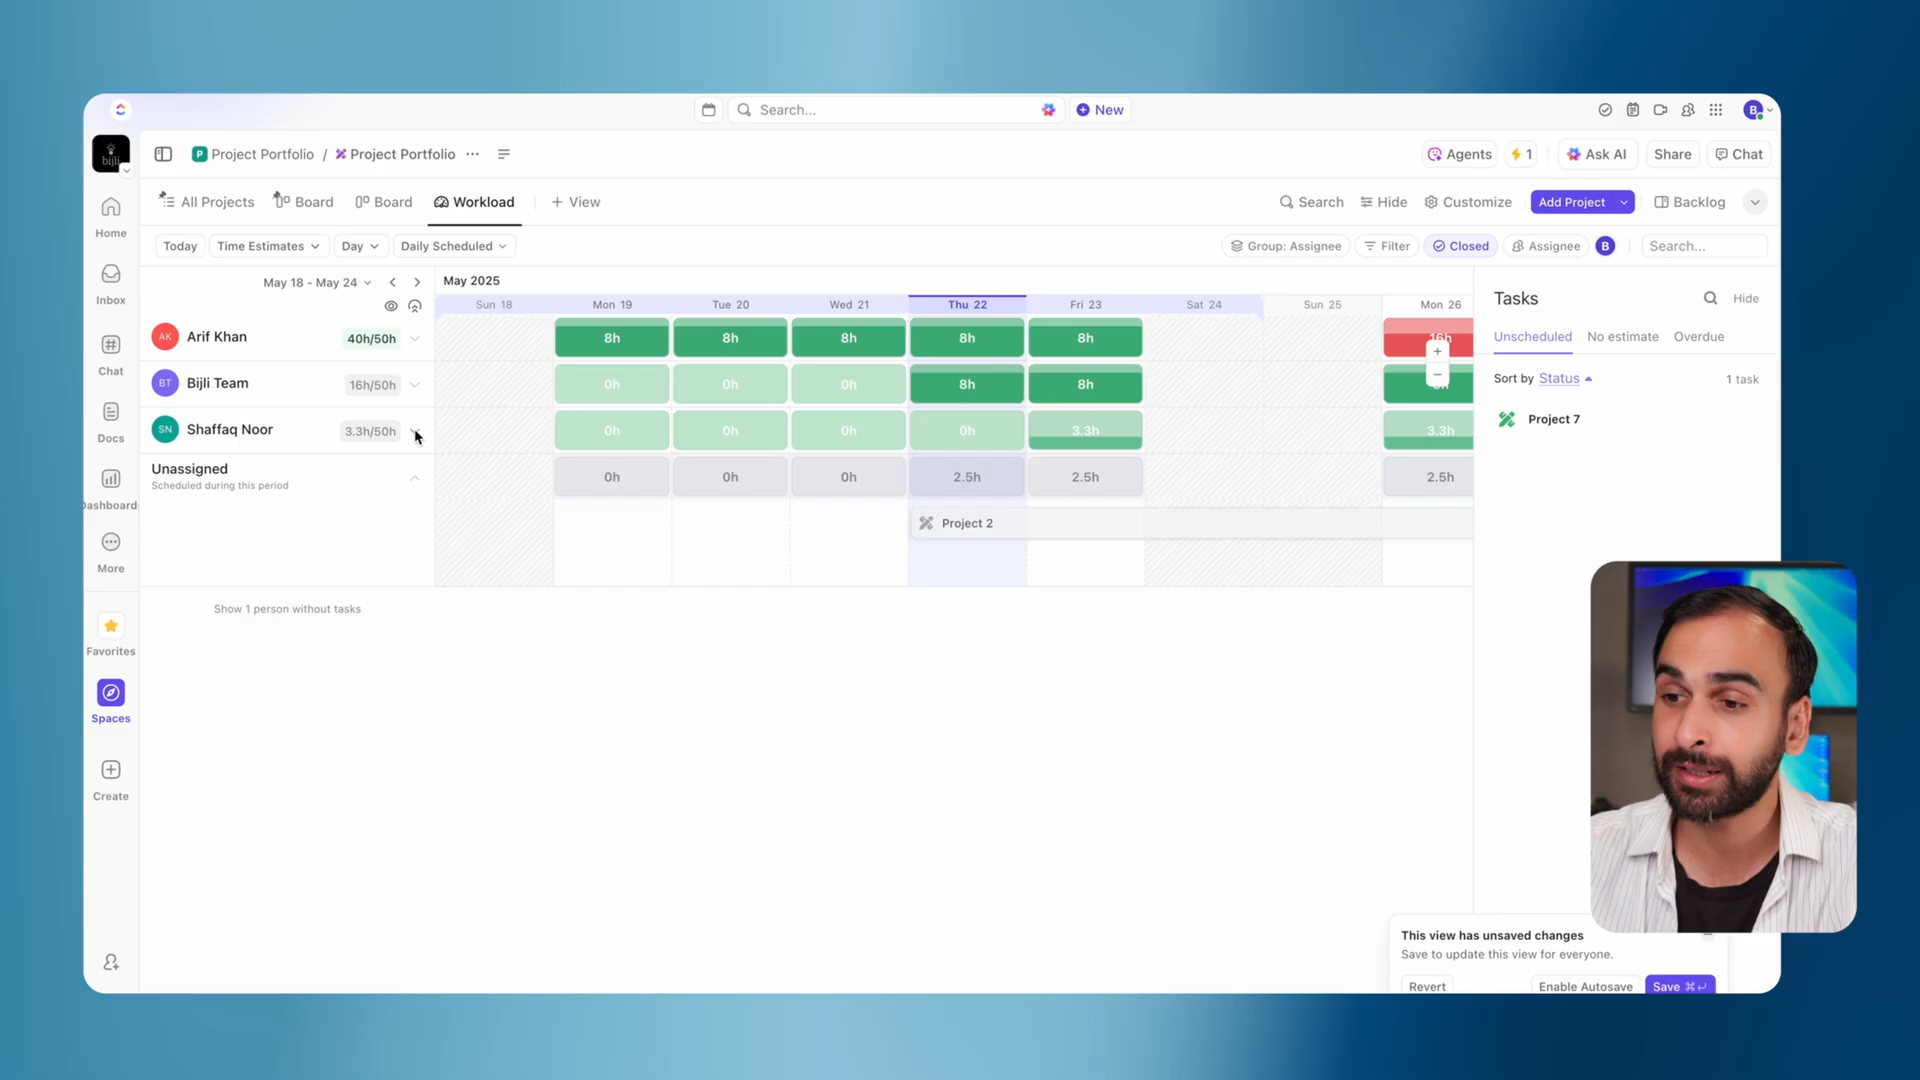 Search...
New
bijli
Project Portfolio / Project Portfolio ...
Agents
1
Ask AI
Share
Chat
All Projects
Board
Board
Workload
+ View
Search
Hide
Customize
Add Project
Backlog
Today
Time Estimates
Day
Daily Scheduled
Group: Assignee
Filter
Closed
Assignee
B
Search...
Home
Inbox
Chat
Docs
Dashboard
More
Favorites
Spaces
Create
May 18 - May 24
May 2025
Sun 18
Mon 19
Tue 20
Wed 21
Thu 22
Fri 23
Sat 24
Sun 25
Mon 26
AK
Arif Khan
40h/50h
8h
8h
8h
8h
8h
16h
BT
Bijli Team
16h/50h
0h
0h
0h
8h
8h
SN
Shaffaq Noor
3.3h/50h
0h
0h
0h
0h
3.3h
3.3h
Unassigned
Scheduled during this period
0h
0h
0h
2.5h
2.5h
2.5h
Project 2
Show 1 person without tasks
Tasks
Hide
Unscheduled
No estimate
Overdue
Sort by Status
1 task
Project 7
This view has unsaved changes
Save to update this view for everyone.
Revert
Enable Autosave
Save ⌘↵
B